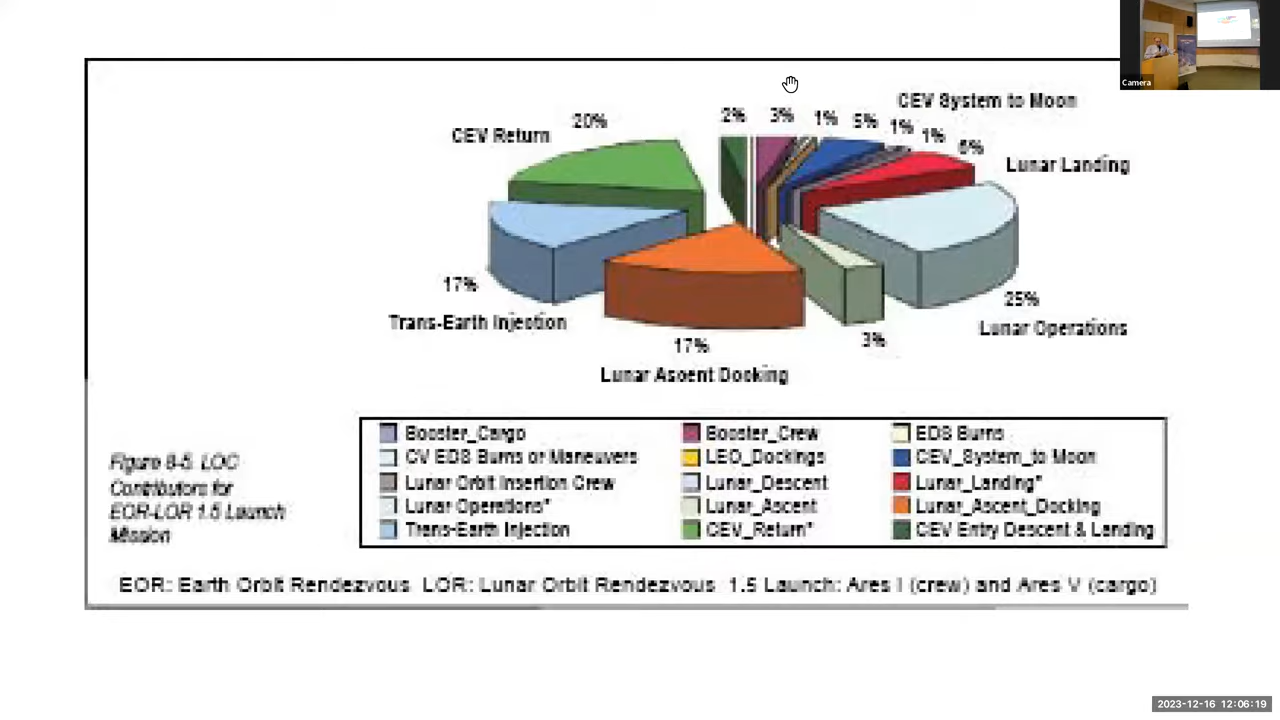 Camera
CEV System to Moon
CEV Return
20%
2%
3%
1%
5%
1%
1%
6%
Lunar Landing
17%
Trans-Earth Injection
17%
Lunar Ascent Docking
3%
25%
Lunar Operations
Figure 8-5. LOC
Contributors for
EOR-LOR 1.5 Launch
Mission
Booster_Cargo
Booster_Crew
EDS Burns
CV EDS Burns or Maneuvers
LEO_Dockings
CEV_System_to Moon
Lunar Orbit Insertion Crew
Lunar_Descent
Lunar_Landing*
Lunar Operations*
Lunar_Ascent
Lunar_Ascent_Docking
Trans-Earth Injection
CEV_Return*
CEV Entry Descent & Landing
EOR: Earth Orbit Rendezvous LOR: Lunar Orbit Rendezvous 1.5 Launch: Ares I (crew) and Ares V (cargo)
2023-12-16 12:06:19